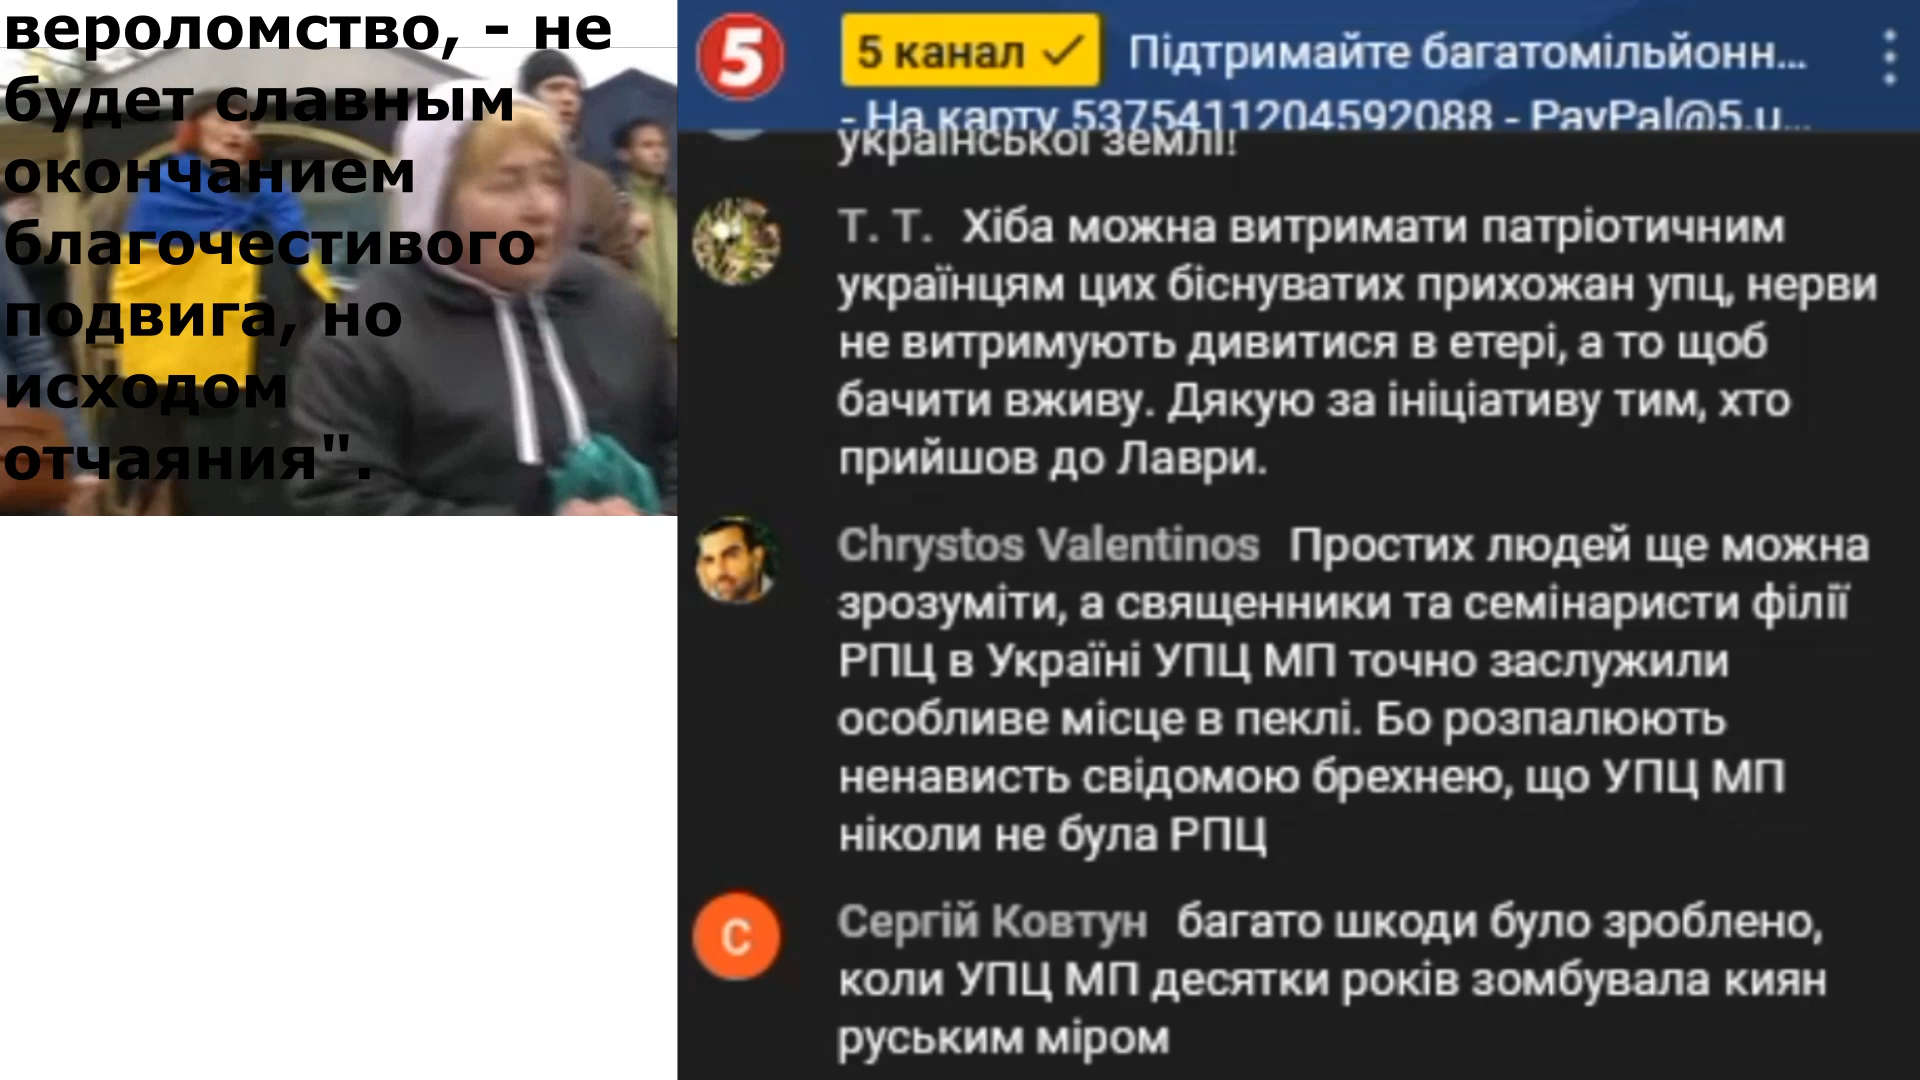 вероломство, - не
будет славным
окончанием
благочестивого
подвига, но
исходом
отчаяния".
5
5 канал
Підтримайте багатомільйонн...
- На карту 5375411204592088 - PayPal@5.u...
української землі!
Т. Т. Хіба можна витримати патріотичним
українцям цих біснуватих прихожан упц, нерви
не витримують дивитися в етері, а то щоб
бачити вживу. Дякую за ініціативу тим, хто
прийшов до Лаври.
Chrystos Valentinos Простих людей ще можна
зрозуміти, а священники та семінаристи філії
РПЦ в Україні УПЦ МП точно заслужили
особливе місце в пеклі. Бо розпалюють
ненависть свідомою брехнею, що УПЦ МП
ніколи не була РПЦ
С
Сергій Ковтун багато шкоди було зроблено,
коли УПЦ МП десятки років зомбувала киян
руським міром